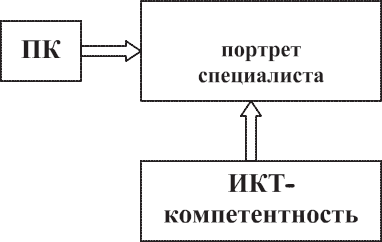 ПК
портрет
специалиста
ИКТ-
компетентность